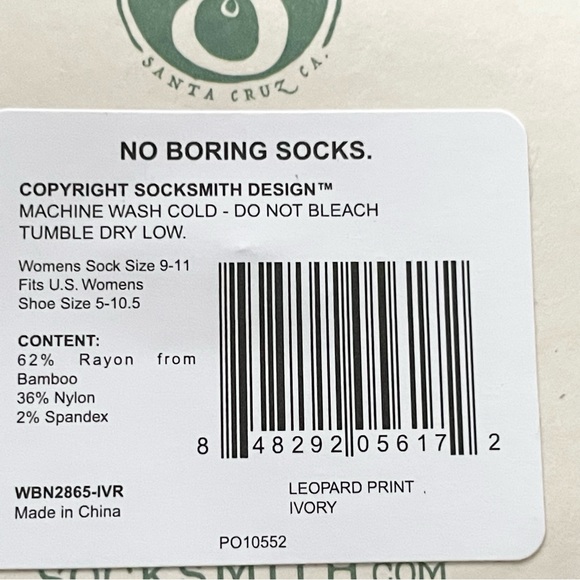 SANTA CRUZ CA.
NO BORING SOCKS.
COPYRIGHT SOCKSMITH DESIGN™
MACHINE WASH COLD - DO NOT BLEACH
TUMBLE DRY LOW.
Womens Sock Size 9-11
Fits U.S. Womens
Shoe Size 5-10.5
CONTENT:
62% Rayon from
Bamboo
36% Nylon
2% Spandex
8 48292 05617 2
WBN2865-IVR
Made in China
LEOPARD PRINT
IVORY
PO10552
SOCKSMITH.COM